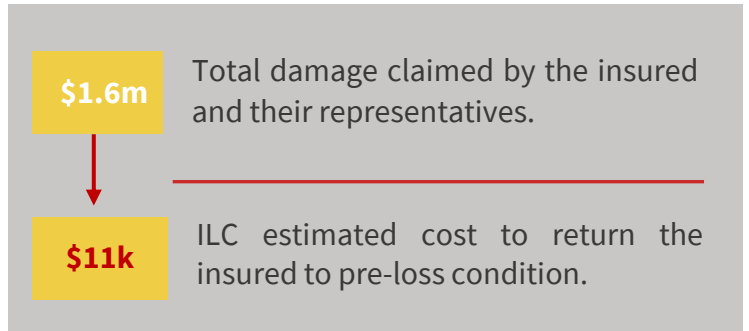 $1.6m
Total damage claimed by the insured
and their representatives.
$11k
ILC estimated cost to return the
insured to pre-loss condition.